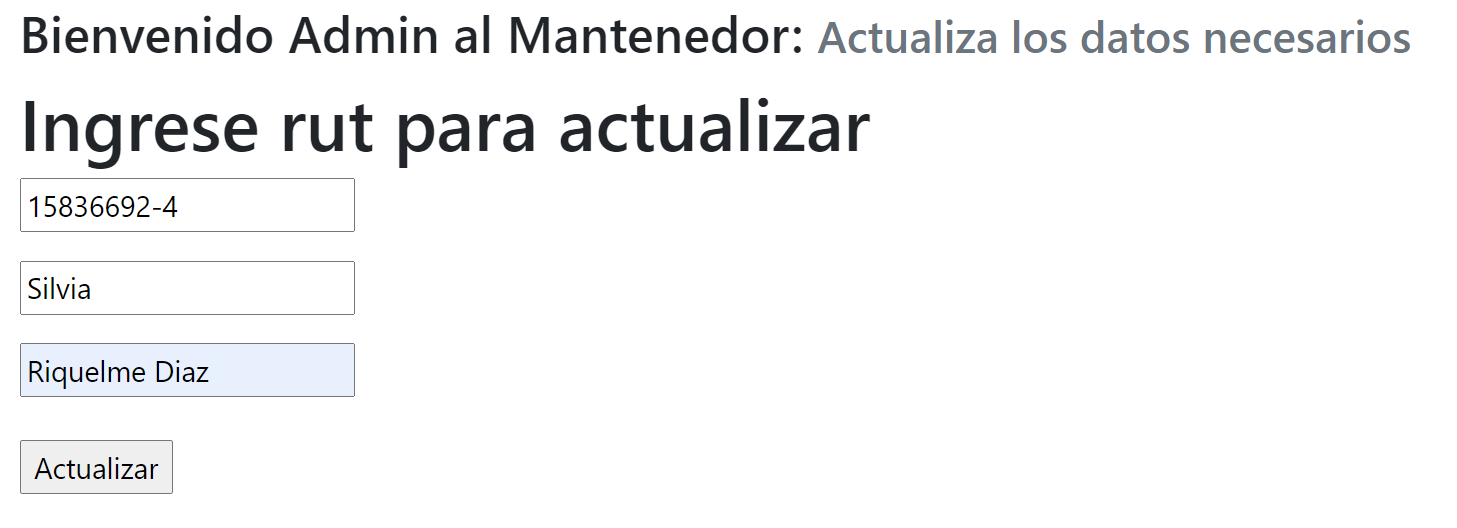 Bienvenido Admin al Mantenedor: Actualiza los datos necesarios
Ingrese rut para actualizar
15836692-4
Silvia
Riquelme Diaz
Actualizar